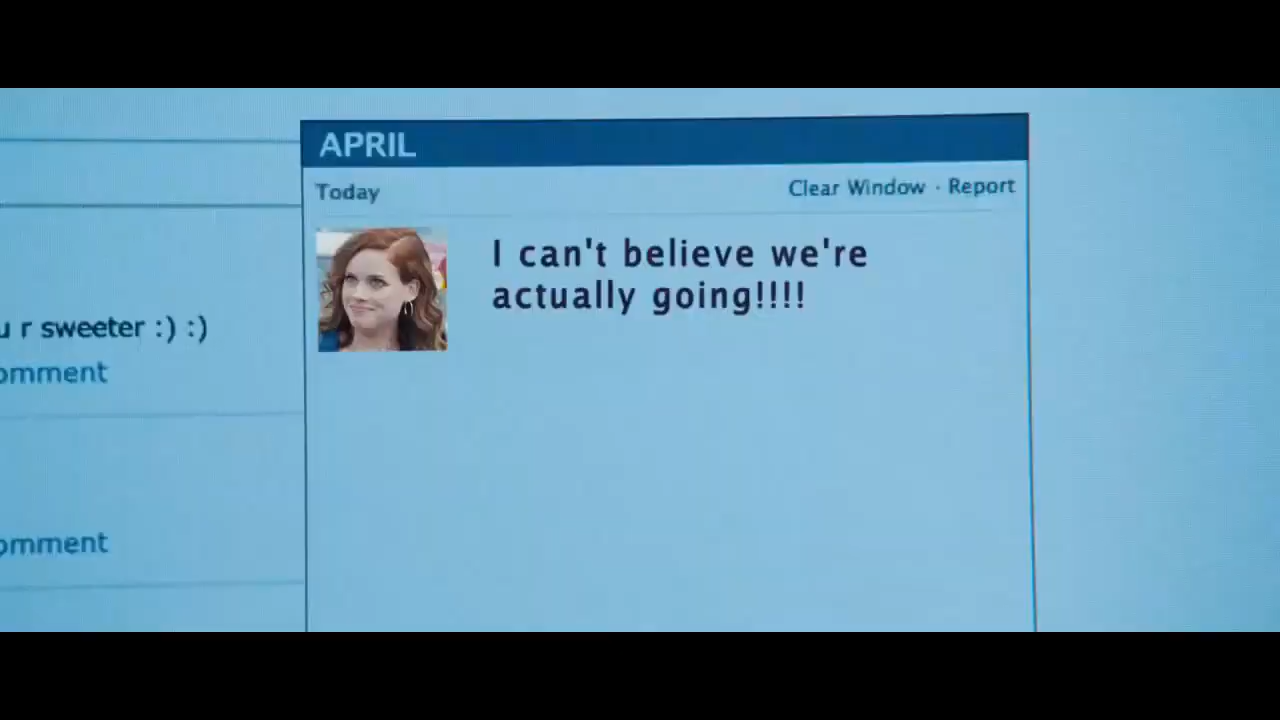 APRIL
Today
Clear Window · Report
I can't believe we're
actually going!!!!
u r sweeter :) :)
omment
omment